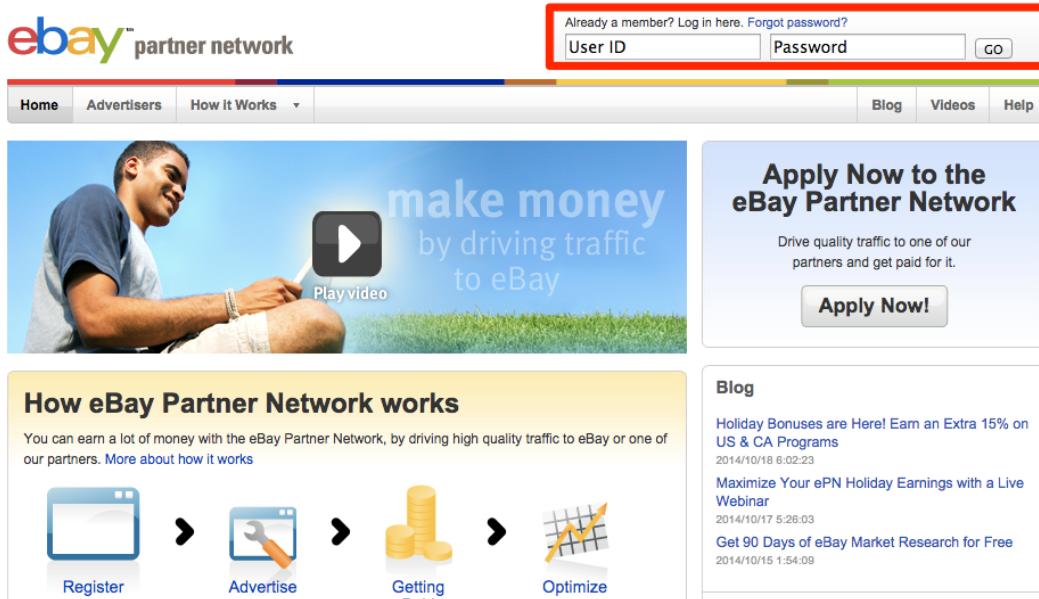 ebay™ partner network
Already a member? Log in here. Forgot password?
User ID
Password
GO
Home
Advertisers
How it Works
Blog
Videos
Help
make money
by driving traffic
to eBay
Play video
Apply Now to the
eBay Partner Network
Drive quality traffic to one of our
partners and get paid for it.
Apply Now!
How eBay Partner Network works
You can earn a lot of money with the eBay Partner Network, by driving high quality traffic to eBay or one of
our partners. More about how it works
Register
Advertise
Getting
Optimize
Blog
Holiday Bonuses are Here! Earn an Extra 15% on
US & CA Programs
2014/10/18 6:02:23
Maximize Your ePN Holiday Earnings with a Live
Webinar
2014/10/17 5:26:03
Get 90 Days of eBay Market Research for Free
2014/10/15 1:54:09